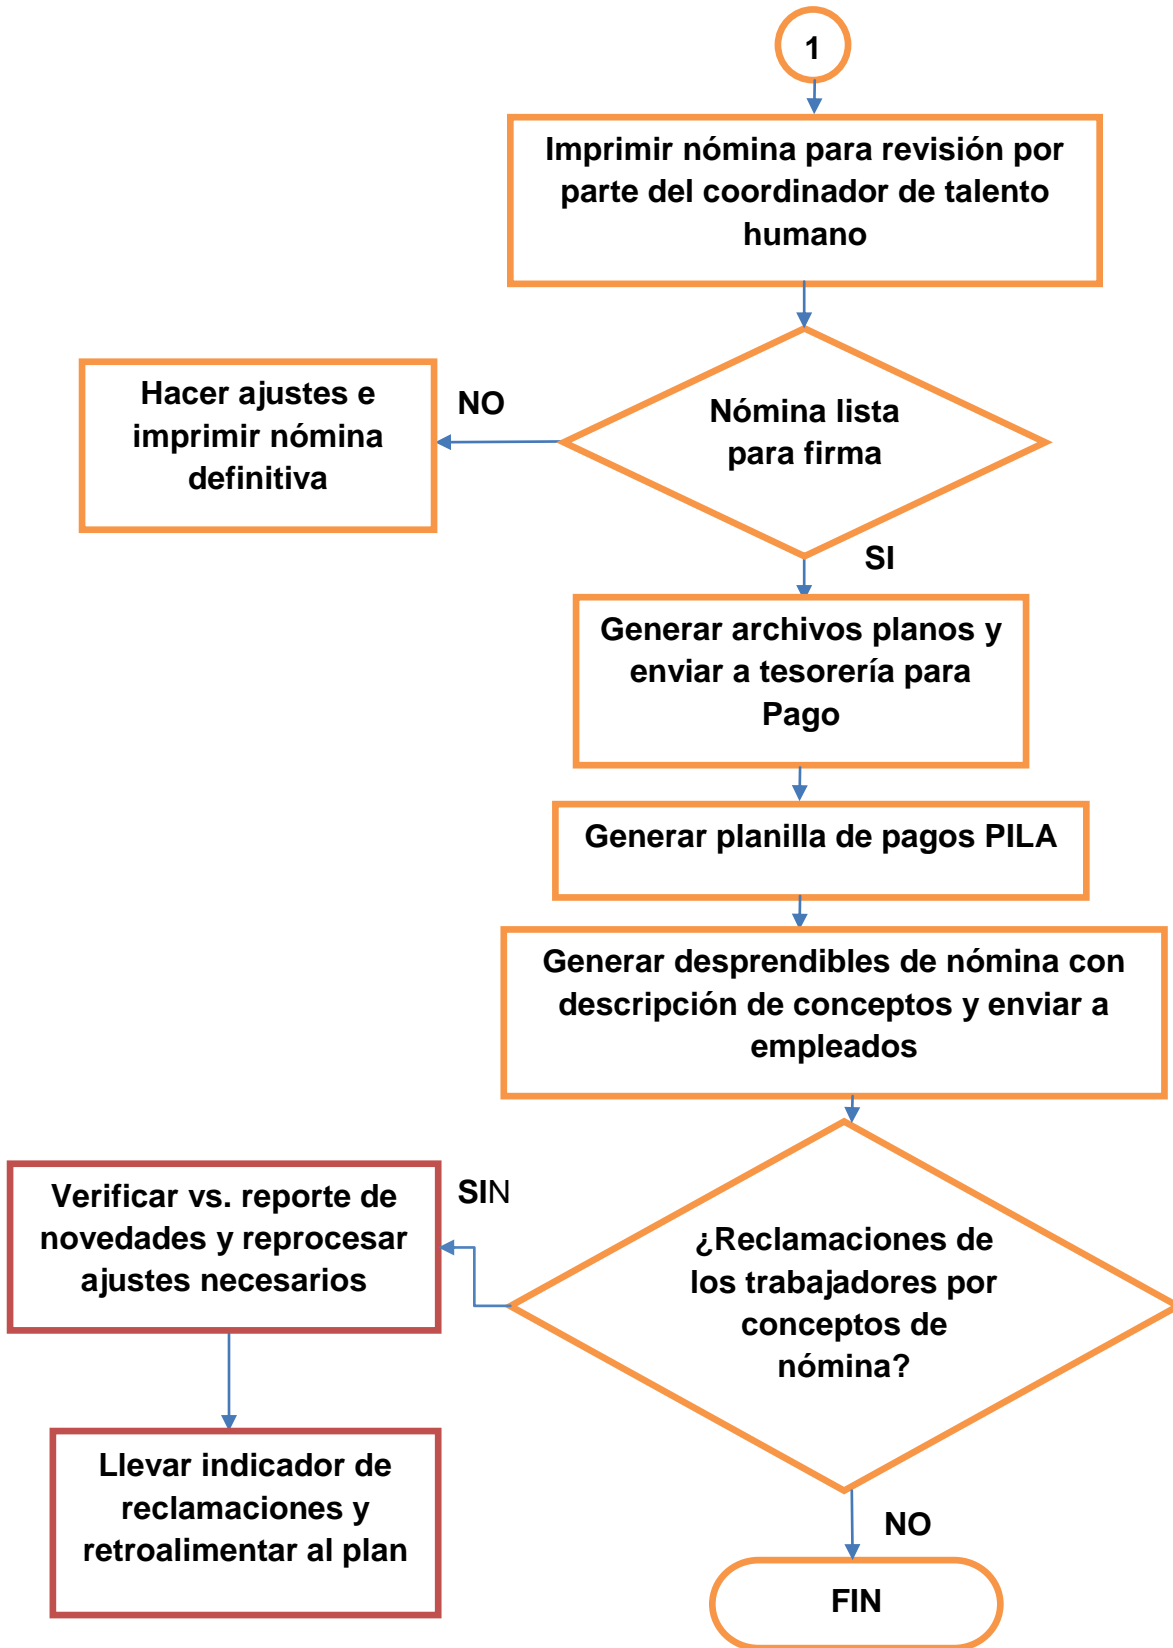 1
Imprimir nómina para revisión por
parte del coordinador de talento
humano
Hacer ajustes e
imprimir nómina
definitiva
NO
Nómina lista
para firma
SI
Generar archivos planos y
enviar a tesorería para
Pago
Generar planilla de pagos PILA
Generar desprendibles de nómina con
descripción de conceptos y enviar a
empleados
Verificar vs. reporte de
novedades y reprocesar
ajustes necesarios
SIN
¿Reclamaciones de
los trabajadores por
conceptos de
nómina?
Llevar indicador de
reclamaciones y
retroalimentar al plan
NO
FIN